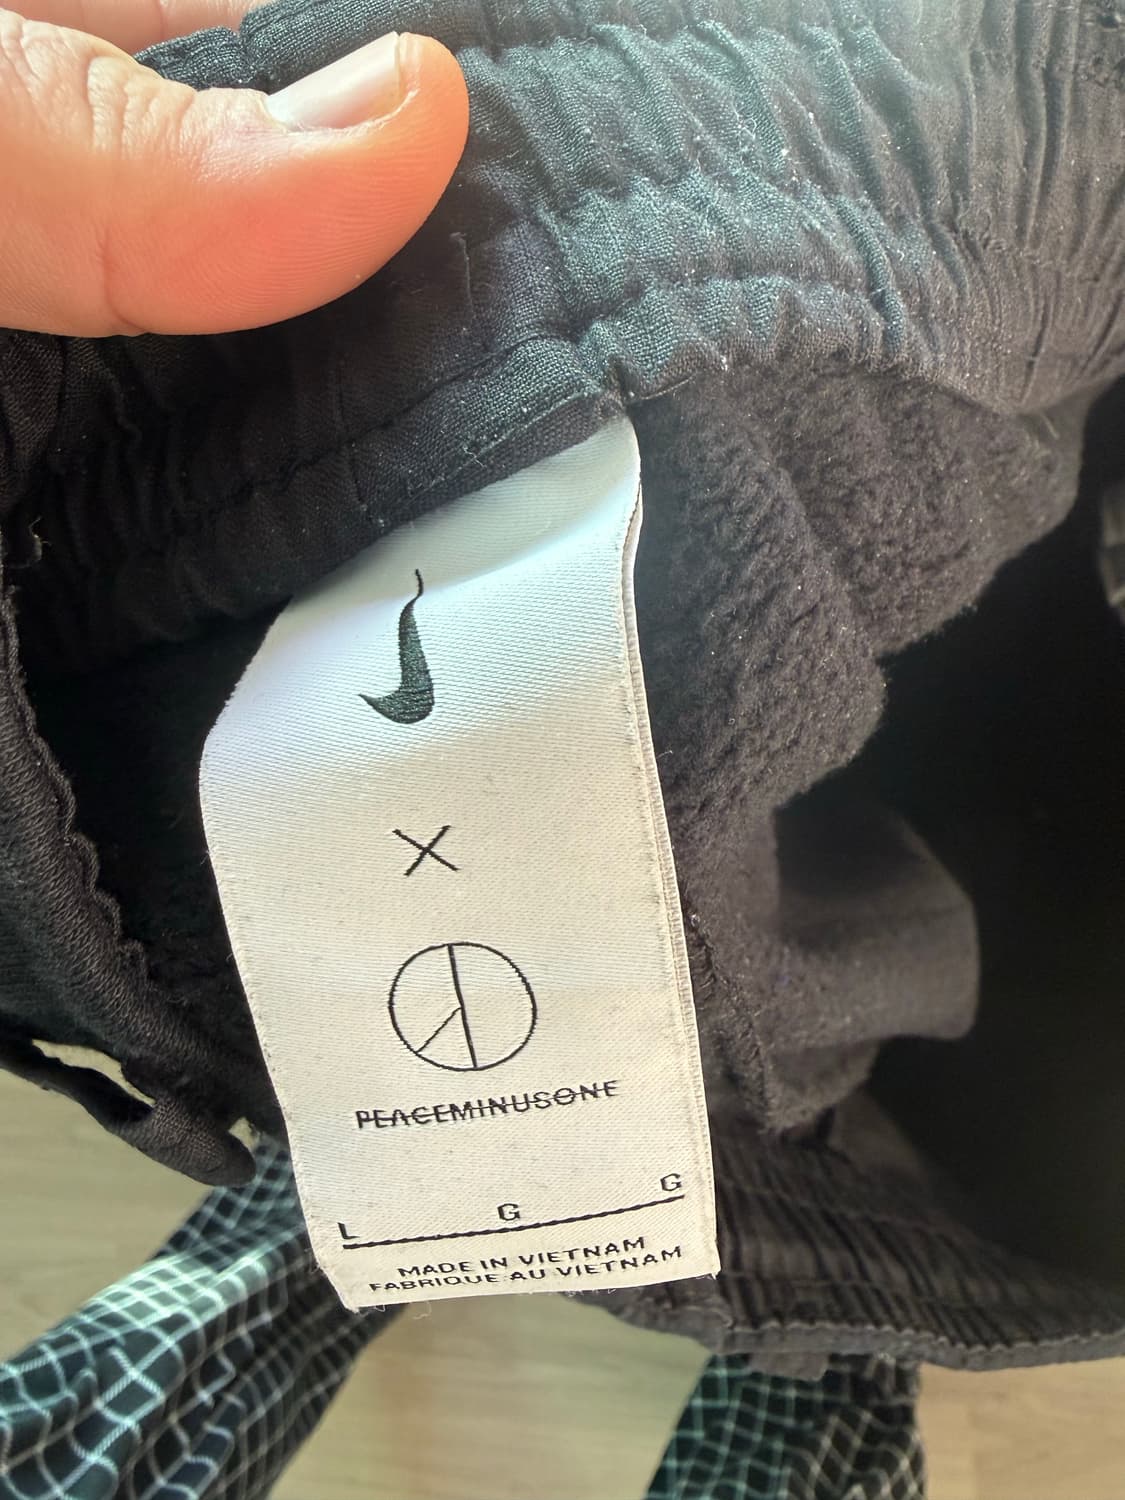 X
PEACEMINUSONE
L G G
MADE IN VIETNAM
FABRIQUE AU VIETNAM